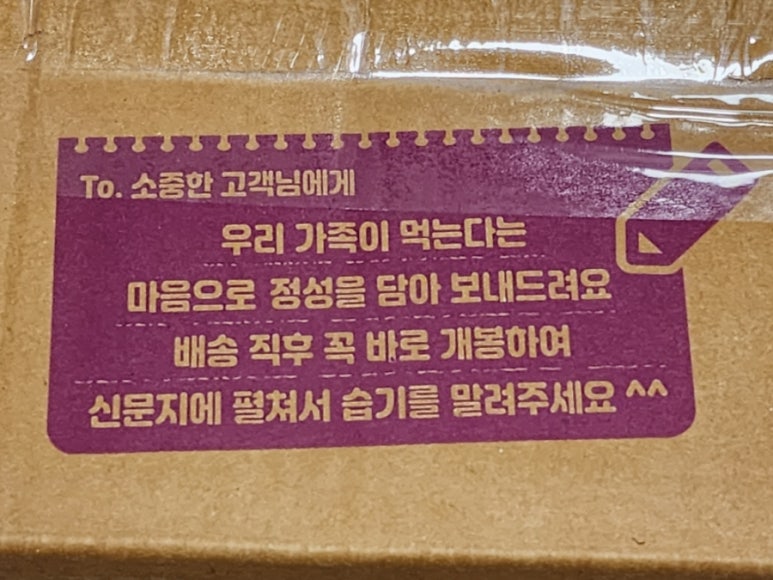 To. 소중한 고객님에게
우리 가족이 먹는다는
마음으로 정성을 담아 보내드려요
배송 직후 꼭 바로 개봉하여
신문지에 펼쳐서 습기를 말려주세요 ^^